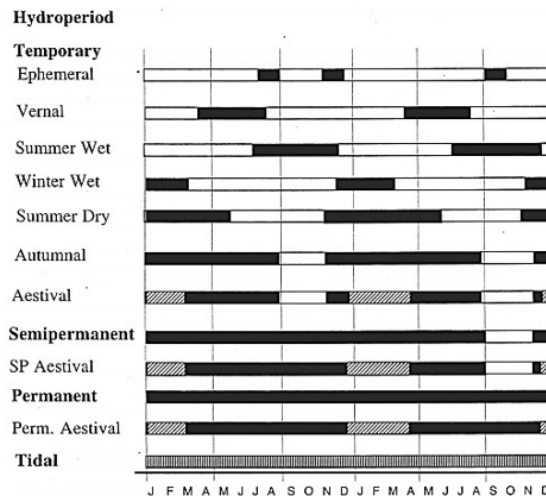 Hydroperiod
Temporary
Ephemeral
Vernal
Summer Wet
Winter Wet
Summer Dry
Autumnal
Aestival
Semipermanent
SP Aestival
Permanent
Perm. Aestival
Tidal
J F M A M J J A S O N D J F M A M J J A S O N D